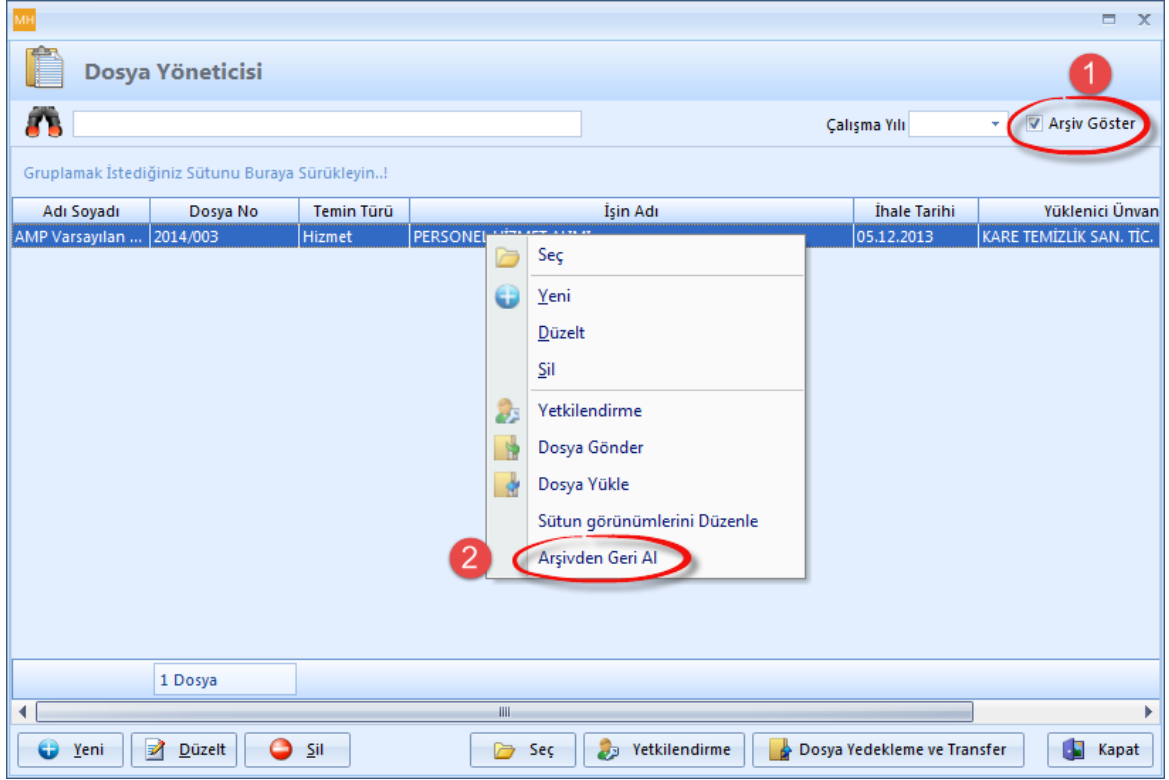 MH
Dosya Yöneticisi
1
Çalışma Yılı
Arşiv Göster
Gruplamak İstediğiniz Sütunu Buraya Sürükleyin..!
Adı Soyadı Dosya No Temin Türü İşin Adı İhale Tarihi Yüklenici Ünvan
AMP Varsayılan ... 2014/003 Hizmet PERSONEL HİZMET ALIMI 05.12.2013 KARE TEMİZLİK SAN. TİC.
Seç
Yeni
Düzelt
Sil
Yetkilendirme
Dosya Gönder
Dosya Yükle
Sütun görünümlerini Düzenle
2 Arşivden Geri Al
1 Dosya
Yeni Düzelt Sil Seç Yetkilendirme Dosya Yedekleme ve Transfer Kapat